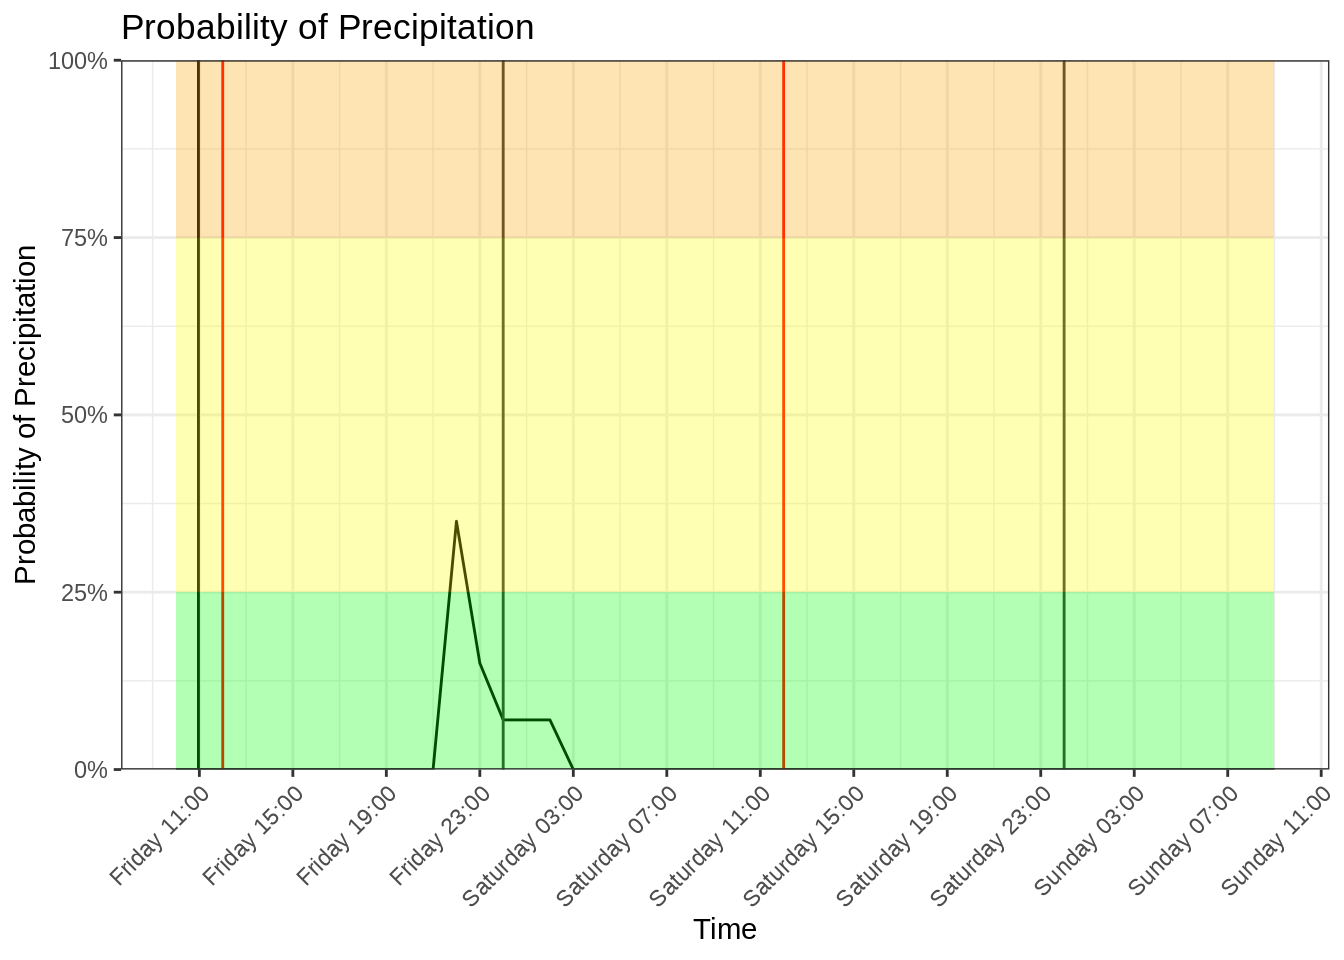 Probability of Precipitation
Probability of Precipitation
100%
75%
50%
25%
0%
Friday 11:00
Friday 15:00
Friday 19:00
Friday 23:00
Saturday 03:00
Saturday 07:00
Saturday 11:00
Saturday 15:00
Saturday 19:00
Saturday 23:00
Sunday 03:00
Sunday 07:00
Sunday 11:00
Time